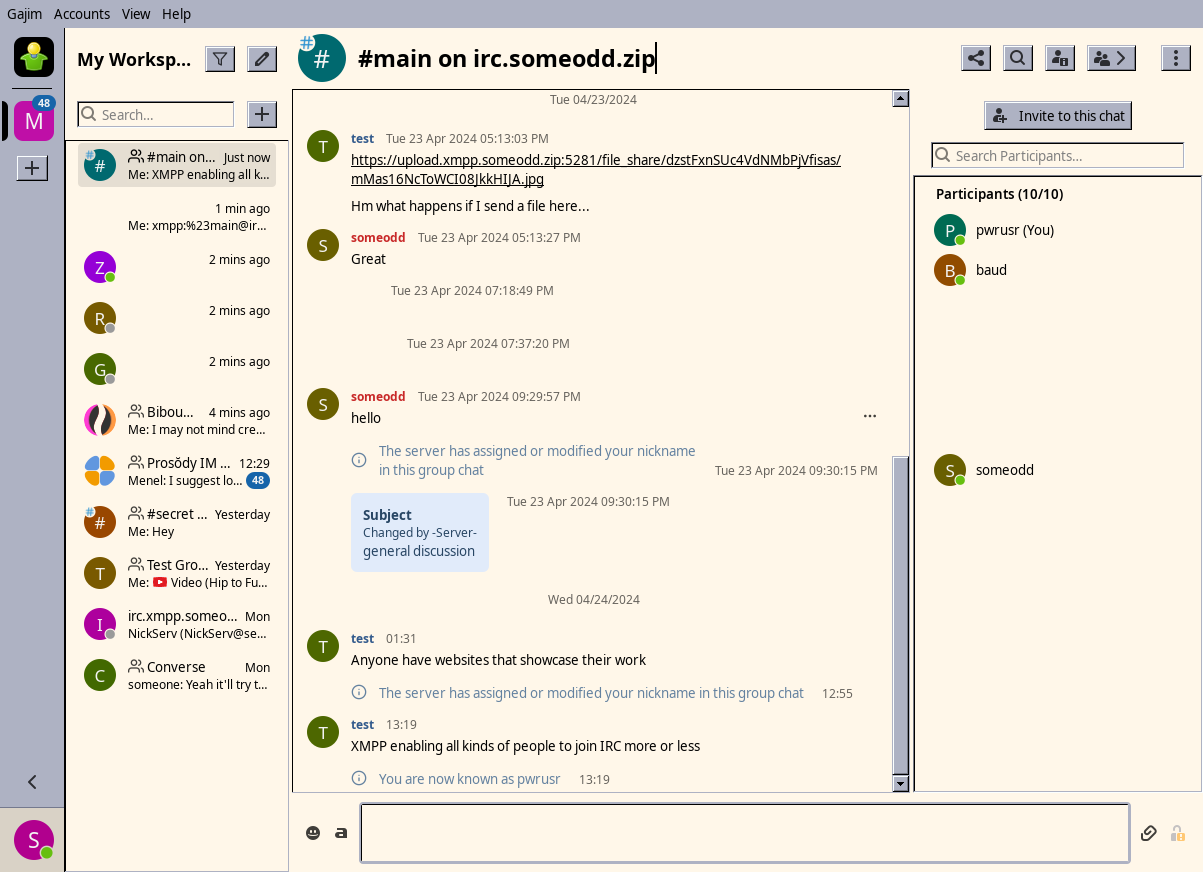 Gajim Accounts View Help
My Worksp...
48
M
Search...
#main on... Just now
Me: XMPP enabling all k...
1 min ago
Me: xmpp:%23main@ir...
Z 2 mins ago
R 2 mins ago
G 2 mins ago
Bibou... 4 mins ago
Me: I may not mind cre...
Prosŏdy IM ... 12:29
Menel: I suggest lo... 48
#secret ... Yesterday
Me: Hey
T Test Gro... Yesterday
Me: Video (Hip to Fu...
I irc.xmpp.someo... Mon
NickServ (NickServ@se...
C Converse Mon
someone: Yeah it'll try t...
S
# #main on irc.someodd.zip
Tue 04/23/2024
T test Tue 23 Apr 2024 05:13:03 PM
https://upload.xmpp.someodd.zip:5281/file_share/dzstFxnSUc4VdNMbPjVfisas/
mMas16NcToWCI08JkkHIJA.jpg
Hm what happens if I send a file here...
S someodd Tue 23 Apr 2024 05:13:27 PM
Great
Tue 23 Apr 2024 07:18:49 PM
Tue 23 Apr 2024 07:37:20 PM
S someodd Tue 23 Apr 2024 09:29:57 PM
hello
The server has assigned or modified your nickname
in this group chat Tue 23 Apr 2024 09:30:15 PM
Tue 23 Apr 2024 09:30:15 PM
Subject
Changed by -Server-
general discussion
Wed 04/24/2024
T test 01:31
Anyone have websites that showcase their work
The server has assigned or modified your nickname in this group chat 12:55
T test 13:19
XMPP enabling all kinds of people to join IRC more or less
You are now known as pwrusr 13:19
a
Invite to this chat
Search Participants...
Participants (10/10)
P pwrusr (You)
B baud
S someodd